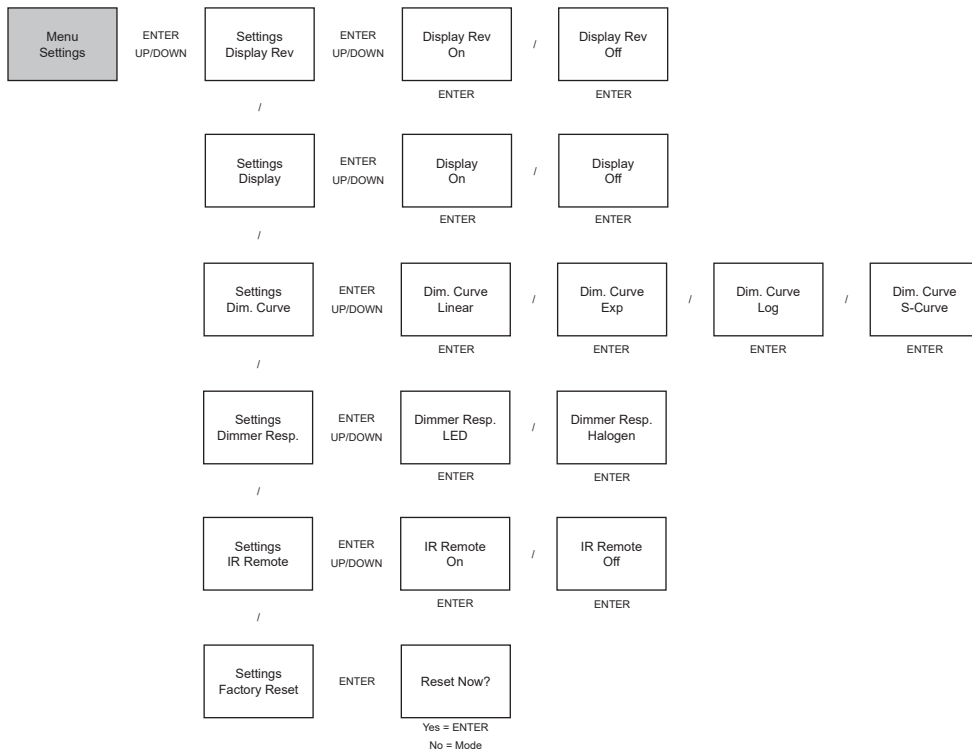 Menu
Settings
ENTER
UP/DOWN
Settings
Display Rev
ENTER
UP/DOWN
Display Rev
On
/
Display Rev
Off
ENTER
ENTER
/
Settings
Display
ENTER
UP/DOWN
Display
On
/
Display
Off
ENTER
ENTER
/
Settings
Dim. Curve
ENTER
UP/DOWN
Dim. Curve
Linear
/
Dim. Curve
Exp
/
Dim. Curve
Log
/
Dim. Curve
S-Curve
ENTER
ENTER
ENTER
ENTER
/
Settings
Dimmer Resp.
ENTER
UP/DOWN
Dimmer Resp.
LED
/
Dimmer Resp.
Halogen
ENTER
ENTER
/
Settings
IR Remote
ENTER
UP/DOWN
IR Remote
On
/
IR Remote
Off
ENTER
ENTER
/
Settings
Factory Reset
ENTER
Reset Now?
Yes = ENTER
No = Mode